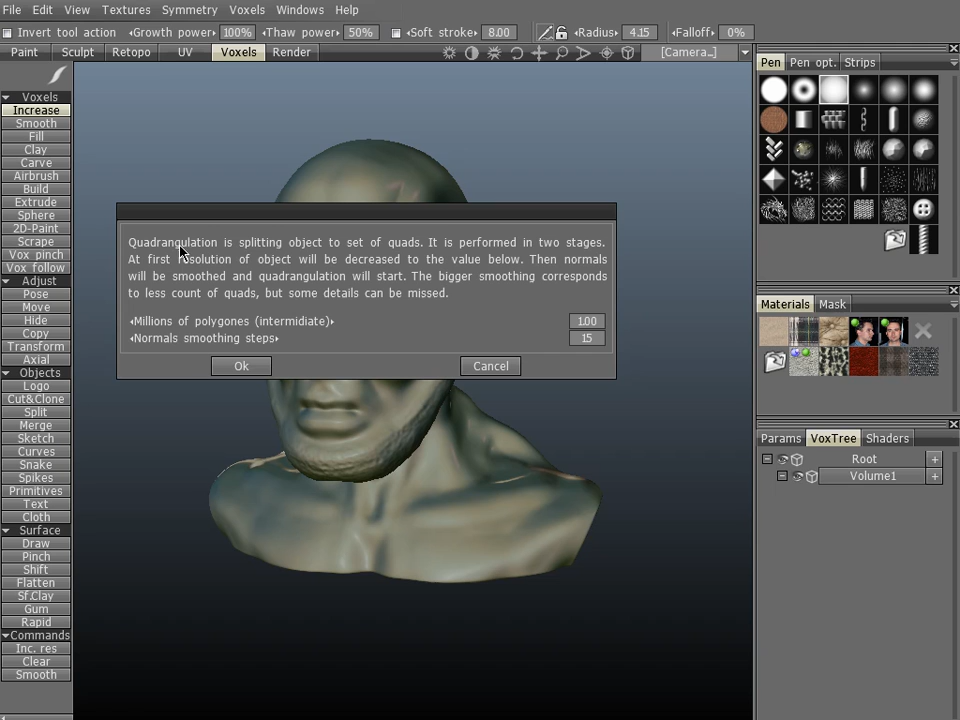 File Edit View Textures Symmetry Voxels Windows Help
Invert tool action Growth power 100% Thaw power 50% Soft stroke 8.00 Radius 4.15 Falloff 0%
Paint Sculpt Retopo UV Voxels Render [Camera...]
Voxels
Increase
Smooth
Fill
Clay
Carve
Airbrush
Build
Extrude
Sphere
2D-Paint
Scrape
Vox pinch
Vox follow
Adjust
Pose
Move
Hide
Copy
Transform
Axial
Objects
Logo
Cut&Clone
Split
Merge
Sketch
Curves
Snake
Spikes
Primitives
Text
Cloth
Surface
Draw
Pinch
Shift
Flatten
Sf.Clay
Gum
Rapid
Commands
Inc. res
Clear
Smooth
Quadrangulation is splitting object to set of quads. It is performed in two stages.
At first resolution of object will be decreased to the value below. Then normals
will be smoothed and quadrangulation will start. The bigger smoothing corresponds
to less count of quads, but some details can be missed.
Millions of polygones (intermidiate) 1.00
Normals smoothing steps 15
Ok Cancel
Pen Pen opt. Strips
Materials Mask
Params VoxTree Shaders
Root +
Volume1 +